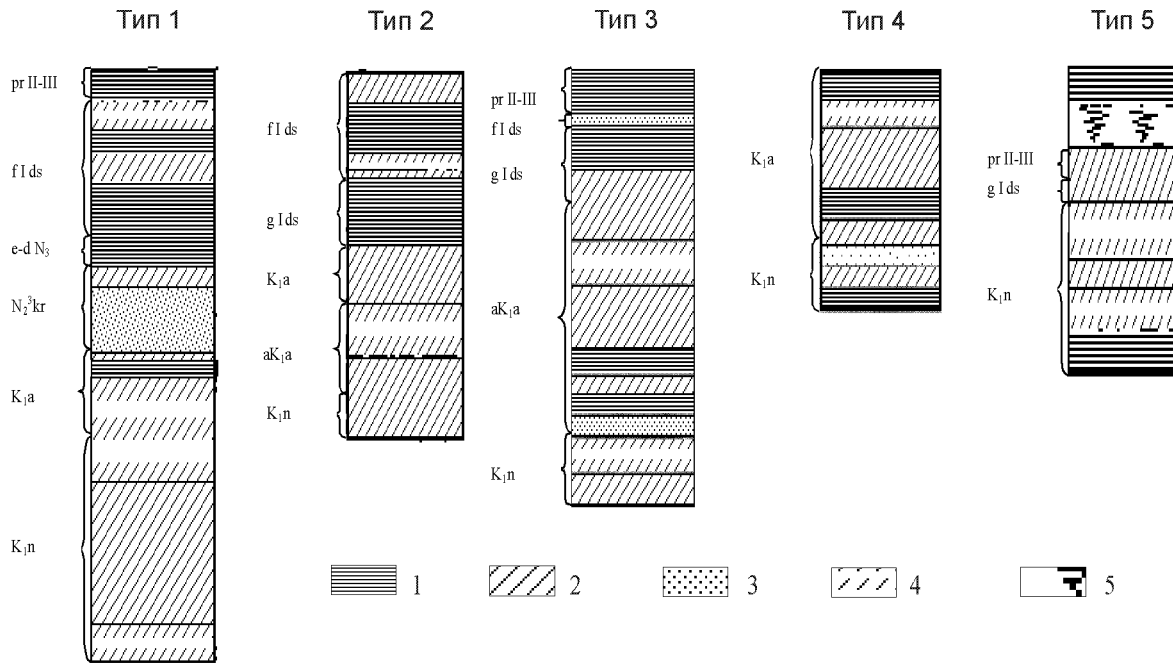 Тип 1
Тип 2
Тип 3
Тип 4
Тип 5
pr II-III
f I ds
e-d N₃
N₂³kr
K₁a
K₁n
f I ds
g I ds
K₁a
aK₁a
K₁n
pr II-III
f I ds
g I ds
aK₁a
K₁n
K₁a
K₁n
pr II-III
g I ds
K₁n
1
2
3
4
5